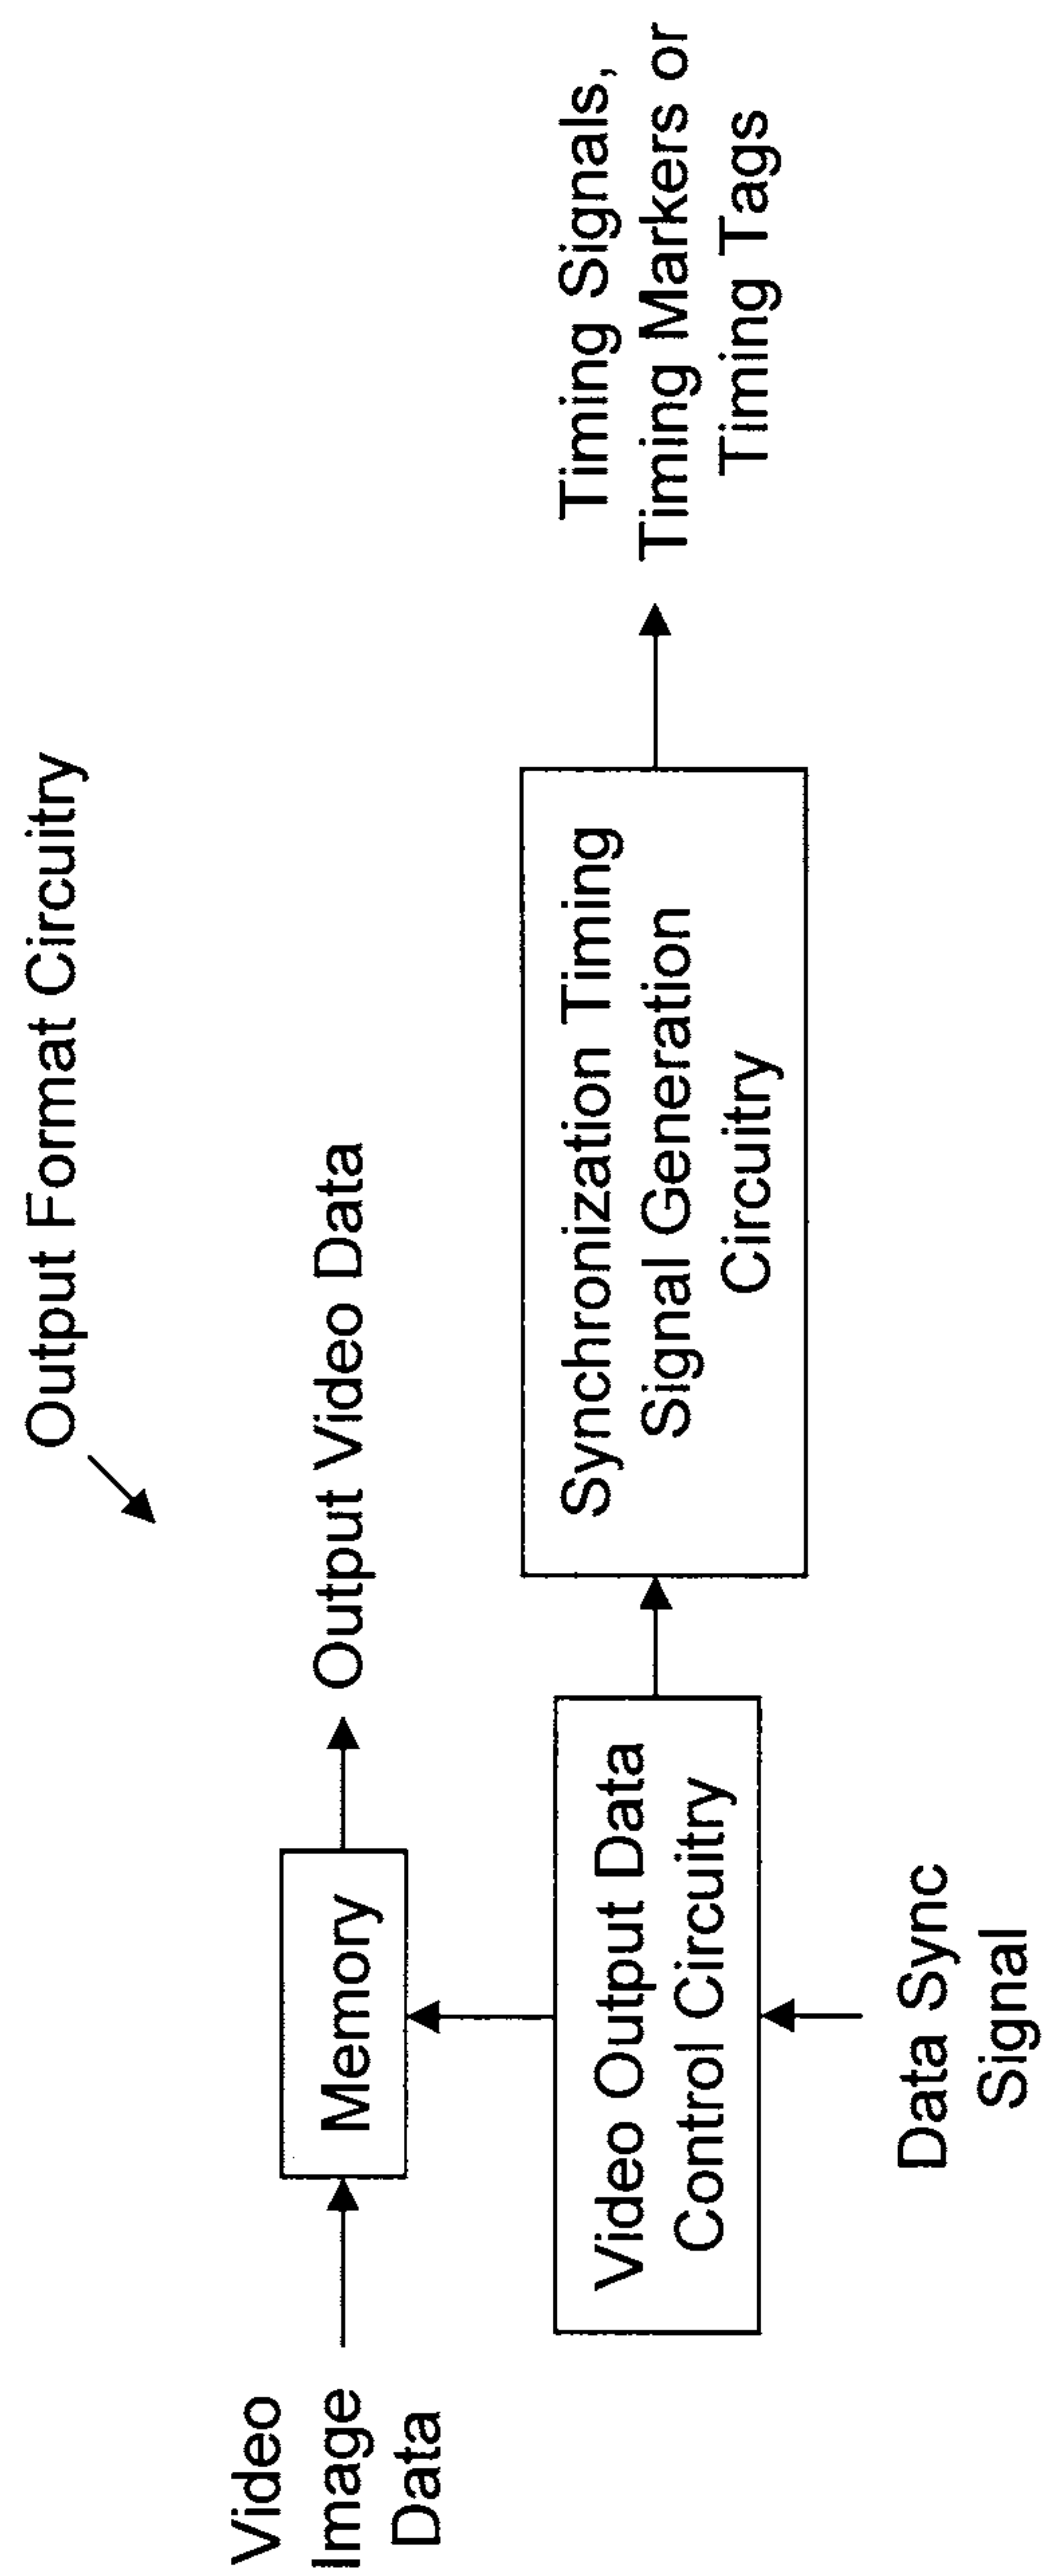 Output Format Circuitry
Video
Image
Data
Memory
Output Video Data
Video Output Data
Control Circuitry
Synchronization Timing
Signal Generation
Circuitry
Timing Signals,
Timing Markers or
Timing Tags
Data Sync
Signal